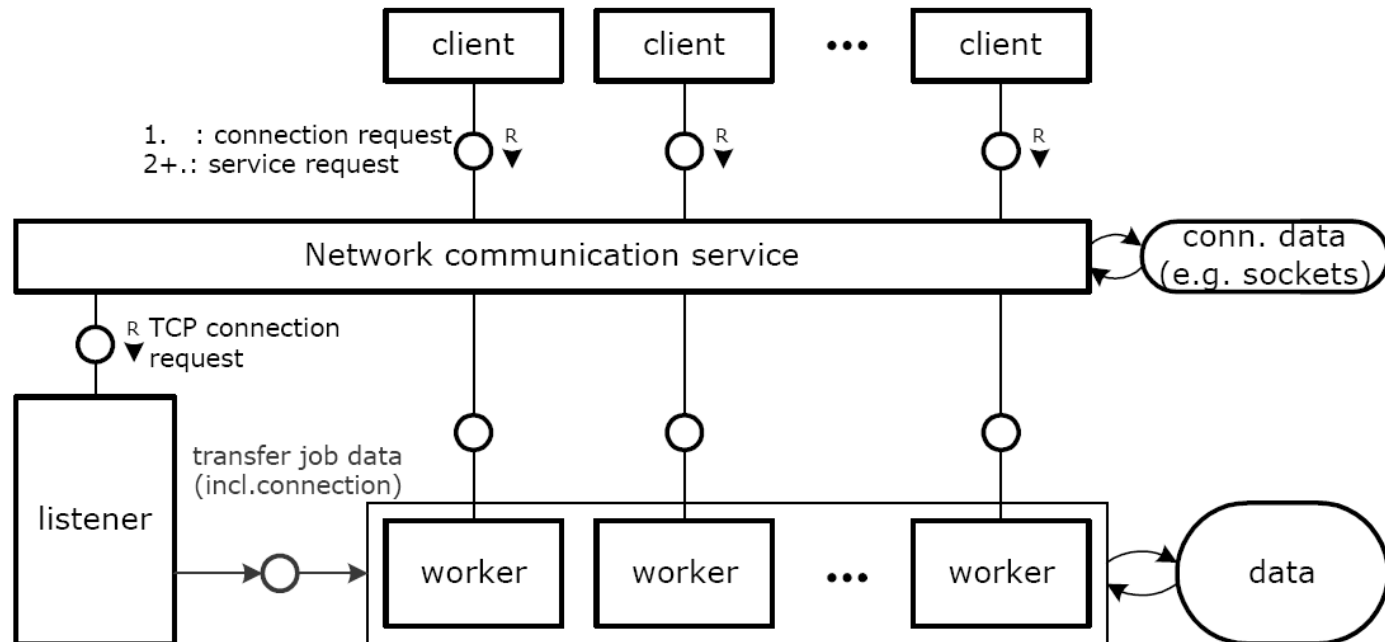 client
client
•••
client
1.   : connection request
2+.: service request
R
R
R
Network communication service
conn. data
(e.g. sockets)
R
TCP connection
request
transfer job data
(incl.connection)
listener
worker
worker
•••
worker
data